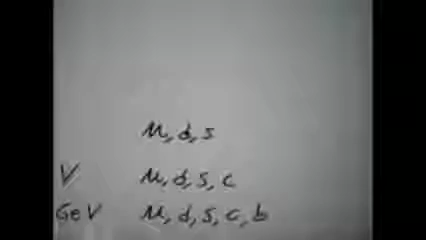 u, d, s
V u, d, s, c
GeV u, d, s, c, b